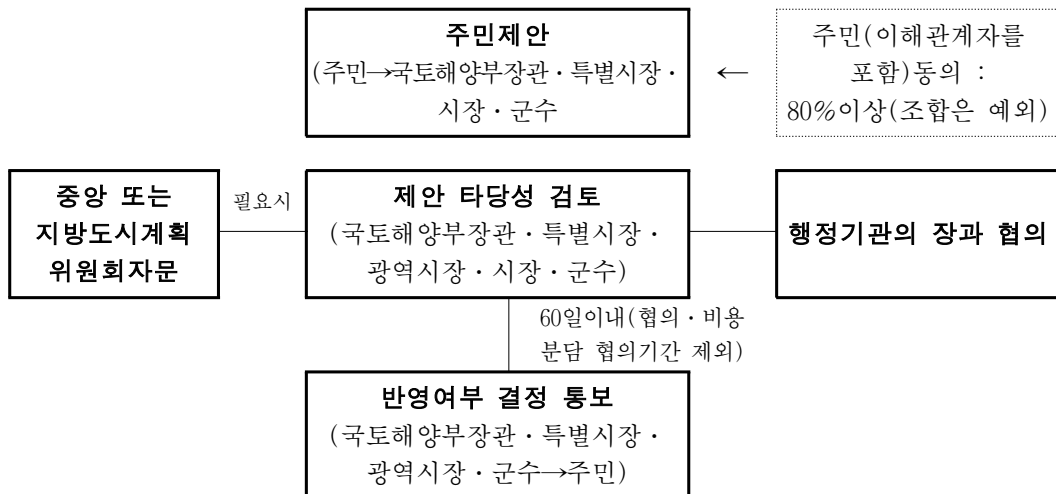 주민제안
(주민→국토해양부장관·특별시장·
시장·군수)
←
주민(이해관계자를
포함)동의 :
80%이상(조합은 예외)
중앙 또는
지방도시계획
위원회자문
필요시
제안 타당성 검토
(국토해양부장관·특별시장·
광역시장·시장·군수)
행정기관의 장과 협의
60일이내(협의·비용
분담 협의기간 제외)
반영여부 결정 통보
(국토해양부장관·특별시장·
광역시장·군수→주민)